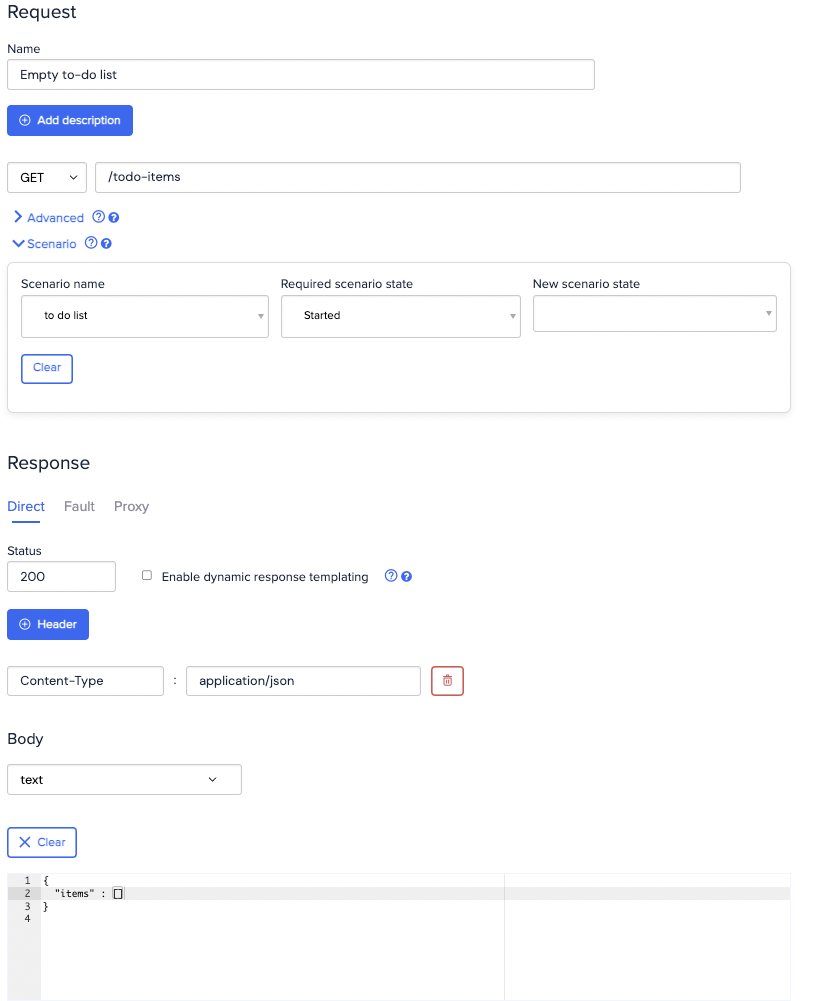 Request
Name
Empty to-do list
Add description
GET /todo-items
Advanced
Scenario
Scenario name Required scenario state New scenario state
to do list Started
Clear
Response
Direct Fault Proxy
Status
200 Enable dynamic response templating
Header
Content-Type : application/json
Body
text
Clear
1 {
2 "items" : []
3 }
4